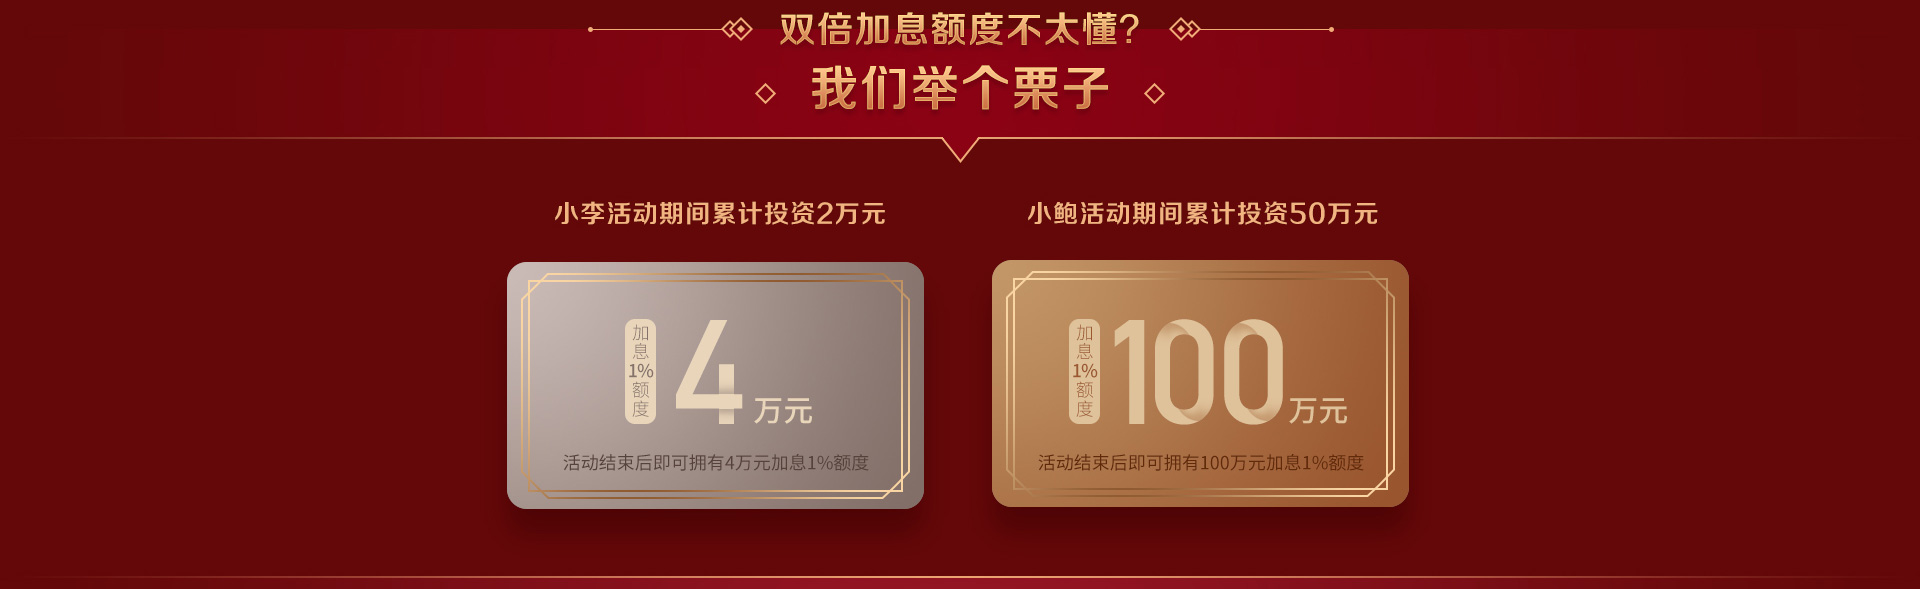 双倍加息额度不太懂?
我们举个栗子
小李活动期间累计投资2万元
加息1%额度
4万元
活动结束后即可拥有4万元加息1%额度
小鲍活动期间累计投资50万元
加息1%额度
100万元
活动结束后即可拥有100万元加息1%额度